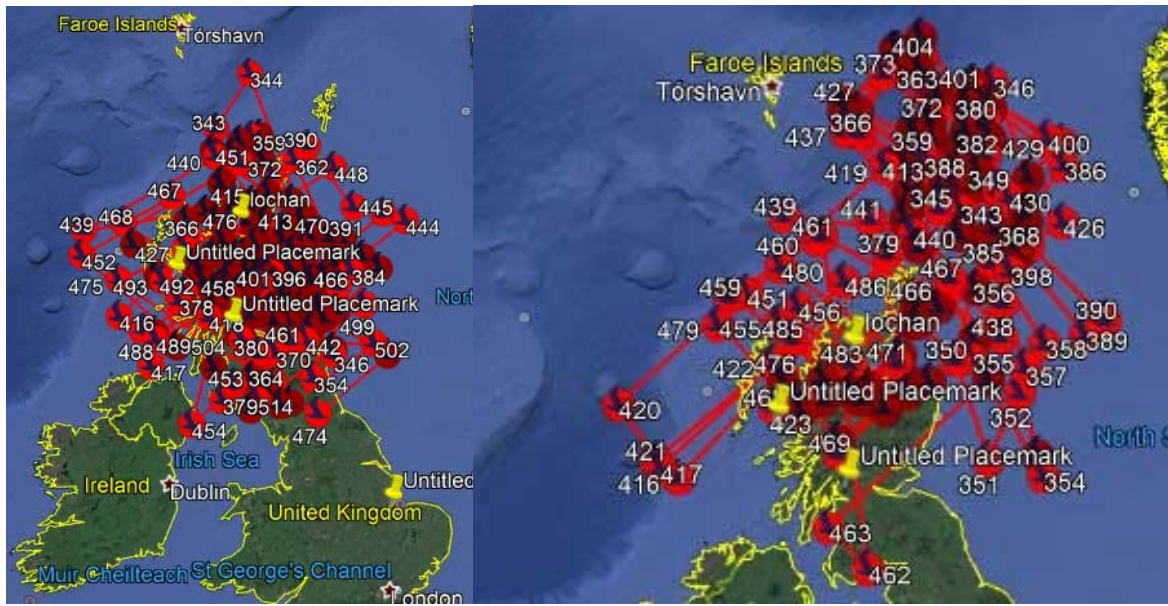 Faroe Islands
Tórshavn
344
343
359 390
440 451 372 362
448
467 415 lochan
439 468 366 476 413 470 391 445 444
452 427 Untitled Placemark
475 493 492 458 401 396 466 384
378 Untitled Placemark
416 418 461 499
488 489 504 380 442 502
417 370 346
453 364 354
379 514
454 474
Irish Sea
Ireland Dublin Untitled
United Kingdom
Muir Cheilteach St George's Channel
London
404
Faroe Islands 373 363 401 346
Tórshavn 427 372 380
437 366 359 382 429 400
419 413 388 349 386
439 441 345 343 430
461 426
460 379 440 385 368
480 467 398
459 451 486 466 356
479 455 485 456 lochan 438 390
389
422 476 483 471 350 355 358
Untitled Placemark 357
420 423 352
421 469 Untitled Placemark North
416 417 351 354
463
462